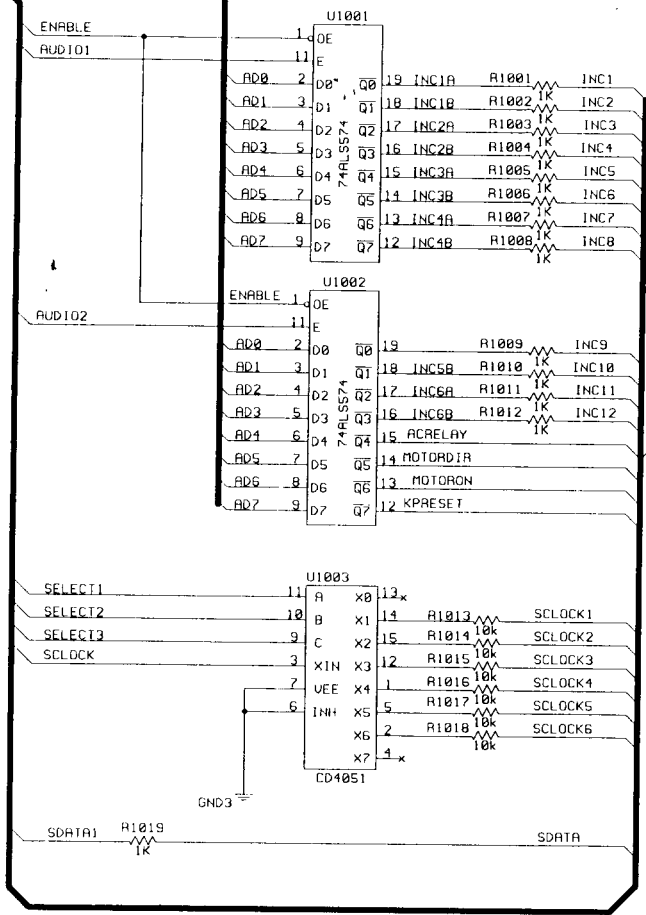 U1001
ENABLE 1 OE
AUDIO1 11 E
AD0 2 D0 Q0 19 INC1A R1001 1K INC1
AD1 3 D1 Q1 18 INC1B R1002 1K INC2
AD2 4 D2 Q2 17 INC2A R1003 1K INC3
AD3 5 D3 Q3 16 INC2B R1004 1K INC4
AD4 6 D4 Q4 15 INC3A R1005 1K INC5
AD5 7 D5 Q5 14 INC3B R1006 1K INC6
AD6 8 D6 Q6 13 INC4A R1007 1K INC7
AD7 9 D7 Q7 12 INC4B R1008 1K INC8
74ALS574
U1002
ENABLE 1 OE
AUDIO2 11 E
AD0 2 D0 Q0 19 R1009 1K INC9
AD1 3 D1 Q1 18 INC5B R1010 1K INC10
AD2 4 D2 Q2 17 INC6A R1011 1K INC11
AD3 5 D3 Q3 16 INC6B R1012 1K INC12
AD4 6 D4 Q4 15 ACRELAY
AD5 7 D5 Q5 14 MOTORDIR
AD6 8 D6 Q6 13 MOTORON
AD7 9 D7 Q7 12 KPRESET
74ALS574
U1003
SELECT1 11 A X0 13 x
SELECT2 10 B X1 14 R1013 10k SCLOCK1
SELECT3 9 C X2 15 R1014 10k SCLOCK2
SCLOCK 3 XIN X3 12 R1015 10k SCLOCK3
7 VEE X4 1 R1016 10k SCLOCK4
6 INH X5 5 R1017 10k SCLOCK5
X6 2 R1018 10k SCLOCK6
X7 4 x
CD4051
GND3
SDATA1 R1019 1K SDATA